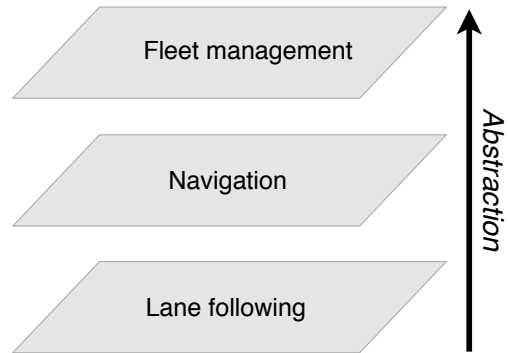 Fleet management
Navigation
Lane following
Abstraction